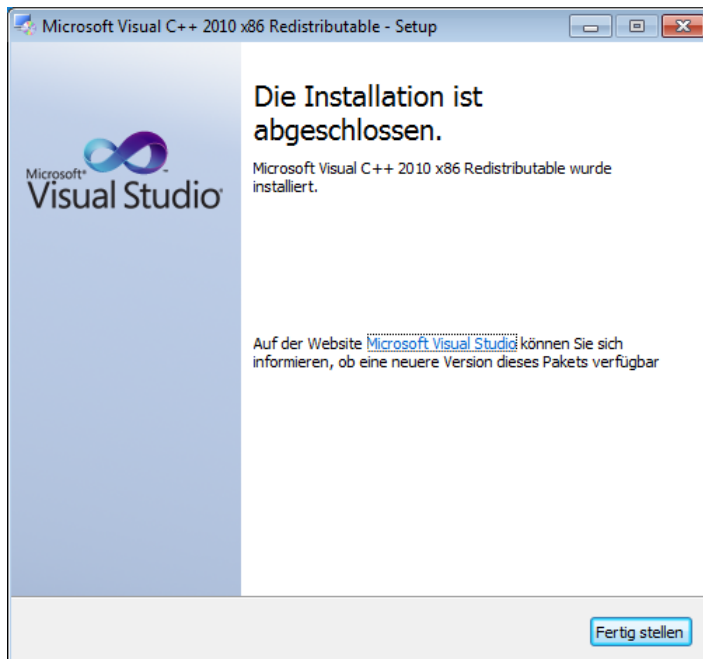 Microsoft Visual C++ 2010 x86 Redistributable - Setup
Die Installation ist
abgeschlossen.
Microsoft Visual C++ 2010 x86 Redistributable wurde
installiert.
Microsoft®
Visual Studio
Auf der Website Microsoft Visual Studio können Sie sich
informieren, ob eine neuere Version dieses Pakets verfügbar
Fertig stellen